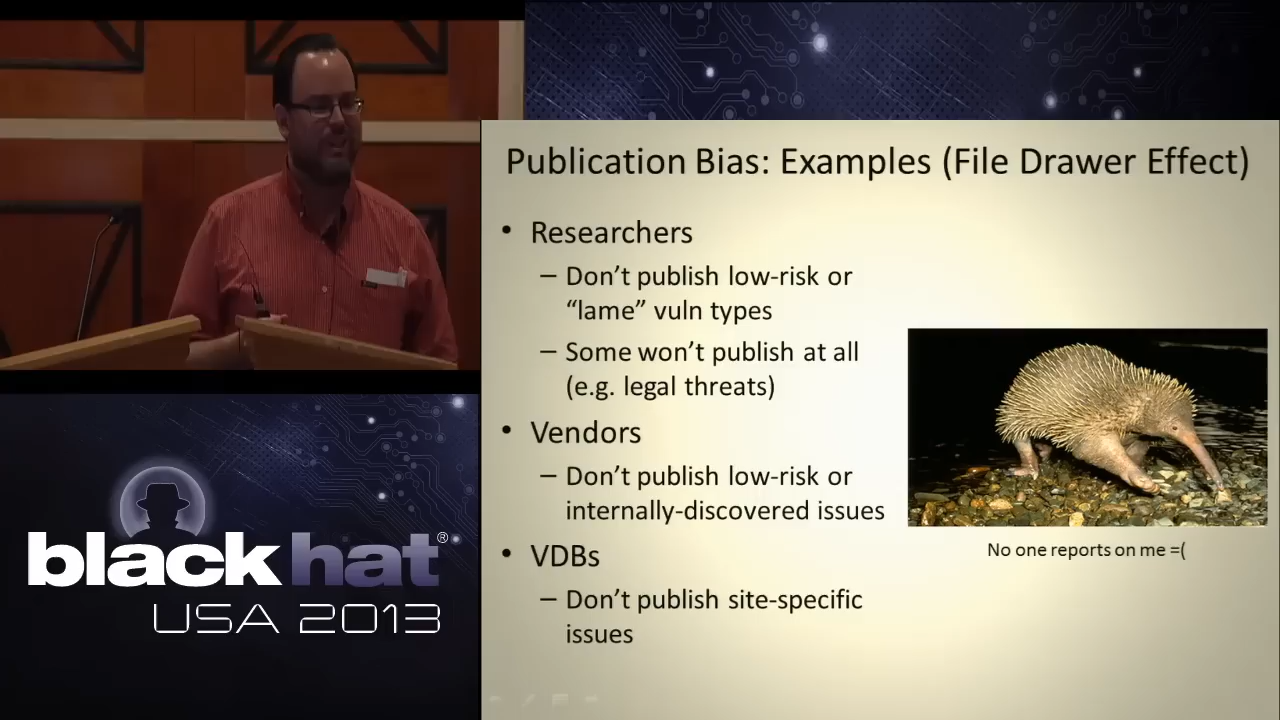 Publication Bias: Examples (File Drawer Effect)
• Researchers
– Don’t publish low-risk or
“lame” vuln types
– Some won’t publish at all
(e.g. legal threats)
• Vendors
– Don’t publish low-risk or
internally-discovered issues
• VDBs
– Don’t publish site-specific
issues
No one reports on me =(
black hat®
USA 2013